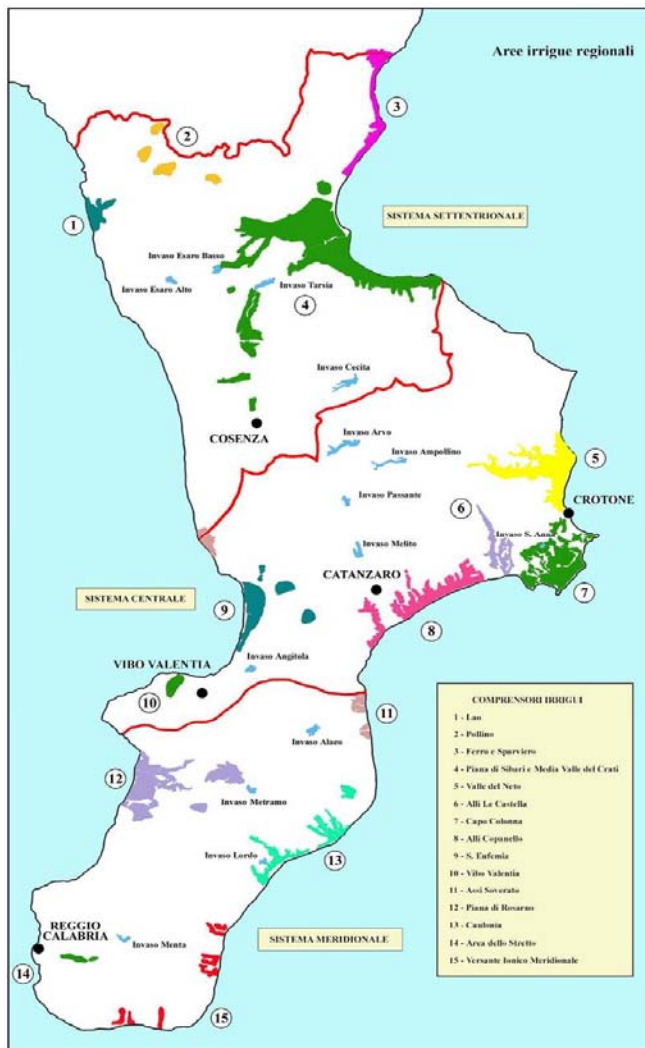 Aree irrigue regionali
3
2
1
SISTEMA SETTENTRIONALE
Invaso Esaro Basso
Invaso Esaro Alto
Invaso Tarsia
4
Invaso Cecita
COSENZA
Invaso Arvo
Invaso Ampollino
5
Invaso Passante
6
CROTONE
Invaso S. Anna
Invaso Melito
CATANZARO
7
SISTEMA CENTRALE
9
8
Invaso Angitola
VIBO VALENTIA
10
11
Invaso Alaco
12
Invaso Metramo
Invaso Lordo
13
REGGIO
CALABRIA
Invaso Menta
SISTEMA MERIDIONALE
14
15
COMPRENSORI IRRIGUI
1 - Lao
2 - Pollino
3 - Ferro e Sparviero
4 - Piana di Sibari e Media Valle del Crati
5 - Valle del Neto
6 - Alli Le Castella
7 - Capo Colonna
8 - Alli Copanello
9 - S. Eufemia
10 - Vibo Valentia
11 - Assi Soverato
12 - Piana di Rosarno
13 - Caulonia
14 - Area dello Stretto
15 - Versante Ionico Meridionale